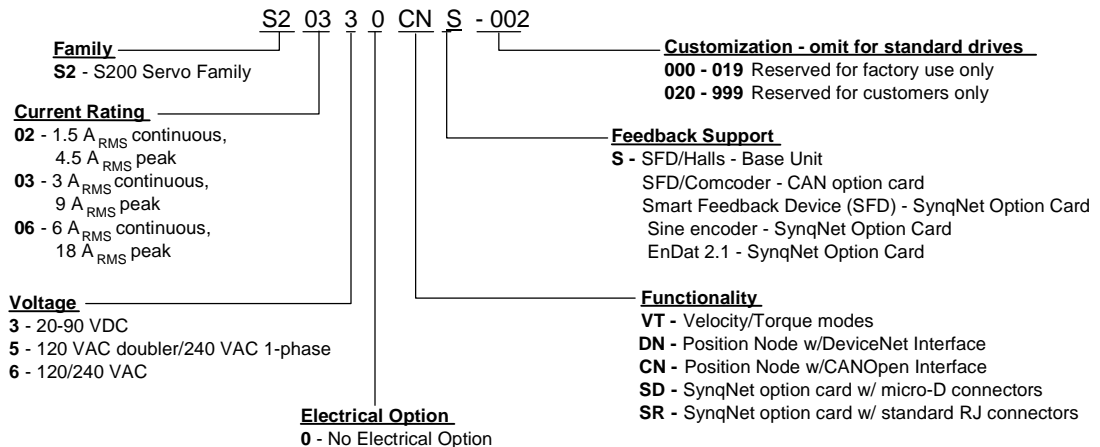 S2 03 3 0 CN S - 002
Family
S2 - S200 Servo Family
Current Rating
02 - 1.5 A RMS continuous,
4.5 A RMS peak
03 - 3 A RMS continuous,
9 A RMS peak
06 - 6 A RMS continuous,
18 A RMS peak
Voltage
3 - 20-90 VDC
5 - 120 VAC doubler/240 VAC 1-phase
6 - 120/240 VAC
Electrical Option
0 - No Electrical Option
Customization - omit for standard drives
000 - 019 Reserved for factory use only
020 - 999 Reserved for customers only
Feedback Support
S - SFD/Halls - Base Unit
SFD/Comcoder - CAN option card
Smart Feedback Device (SFD) - SynqNet Option Card
Sine encoder - SynqNet Option Card
EnDat 2.1 - SynqNet Option Card
Functionality
VT - Velocity/Torque modes
DN - Position Node w/DeviceNet Interface
CN - Position Node w/CANOpen Interface
SD - SynqNet option card w/ micro-D connectors
SR - SynqNet option card w/ standard RJ connectors